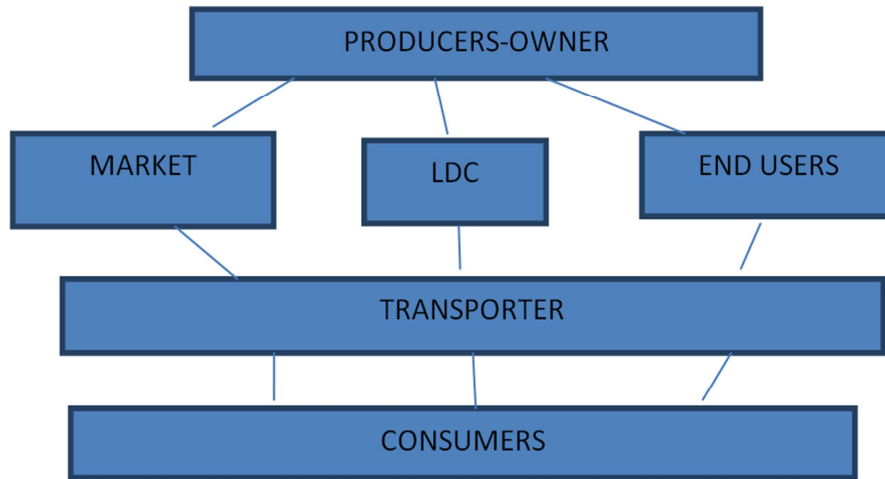 PRODUCERS-OWNER
MARKET
LDC
END USERS
TRANSPORTER
CONSUMERS